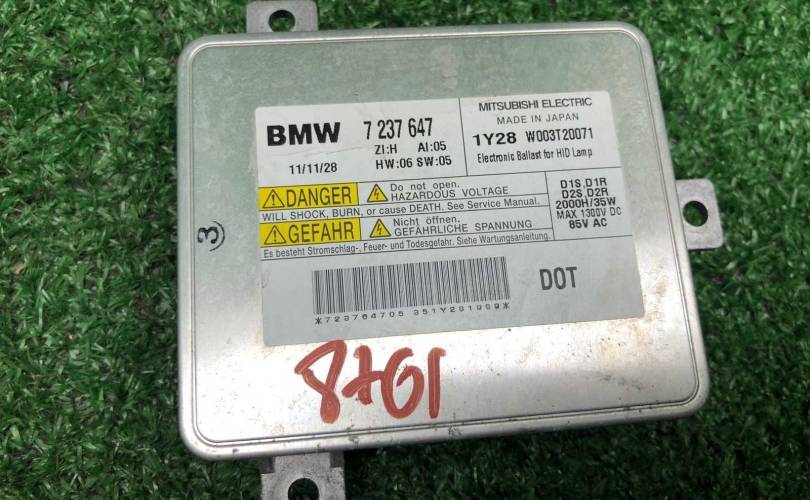 BMW 7 237 647
ZI:H AI:05
11/11/28 HW:06 SW:05
MITSUBISHI ELECTRIC
MADE IN JAPAN
1Y28 W003T20071
Electronic Ballast for HID Lamp
DANGER Do not open.
HAZARDOUS VOLTAGE
WILL SHOCK, BURN, or cause DEATH. See Service Manual.
GEFAHR Nicht öffnen.
GEFÄHRLICHE SPANNUNG
Es besteht Stromschlag-, Feuer- und Todesgefahr. Siehe Wartungsanleitung.
D1S,D1R
D2S,D2R
2000H/35W
MAX 1300V DC
85V AC
3
DOT